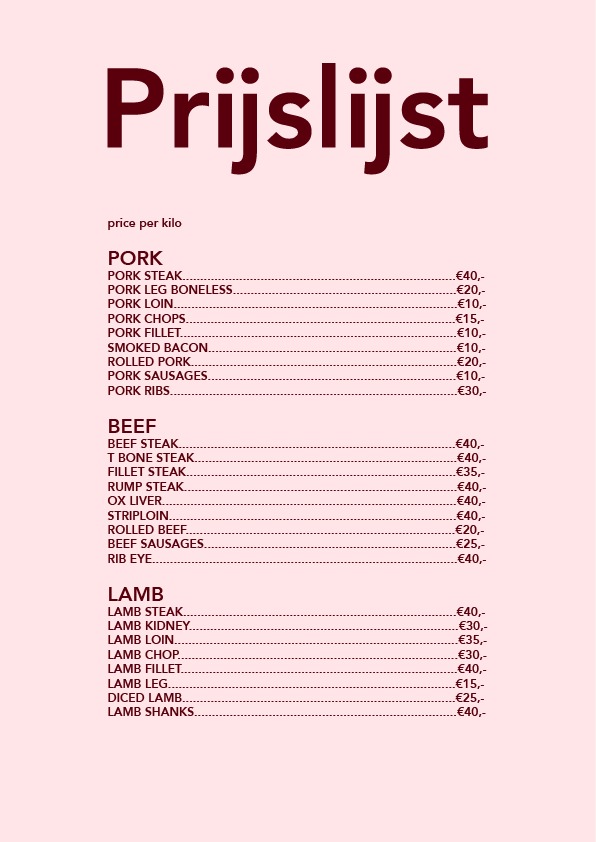 Prijslijst
price per kilo
PORK
PORK STEAK............................................................................€40,-
PORK LEG BONELESS..............................................................€20,-
PORK LOIN..............................................................................€10,-
PORK CHOPS...........................................................................€15,-
PORK FILLET.............................................................................€10,-
SMOKED BACON.....................................................................€10,-
ROLLED PORK..........................................................................€20,-
PORK SAUSAGES.....................................................................€10,-
PORK RIBS................................................................................€30,-
BEEF
BEEF STEAK.............................................................................€40,-
T BONE STEAK.........................................................................€40,-
FILLET STEAK...........................................................................€35,-
RUMP STEAK............................................................................€40,-
OX LIVER..................................................................................€40,-
STRIPLOIN................................................................................€40,-
ROLLED BEEF...........................................................................€20,-
BEEF SAUSAGES......................................................................€25,-
RIB EYE.....................................................................................€40,-
LAMB
LAMB STEAK............................................................................€40,-
LAMB KIDNEY...........................................................................€30,-
LAMB LOIN...............................................................................€35,-
LAMB CHOP..............................................................................€30,-
LAMB FILLET.............................................................................€40,-
LAMB LEG................................................................................€15,-
DICED LAMB............................................................................€25,-
LAMB SHANKS.........................................................................€40,-